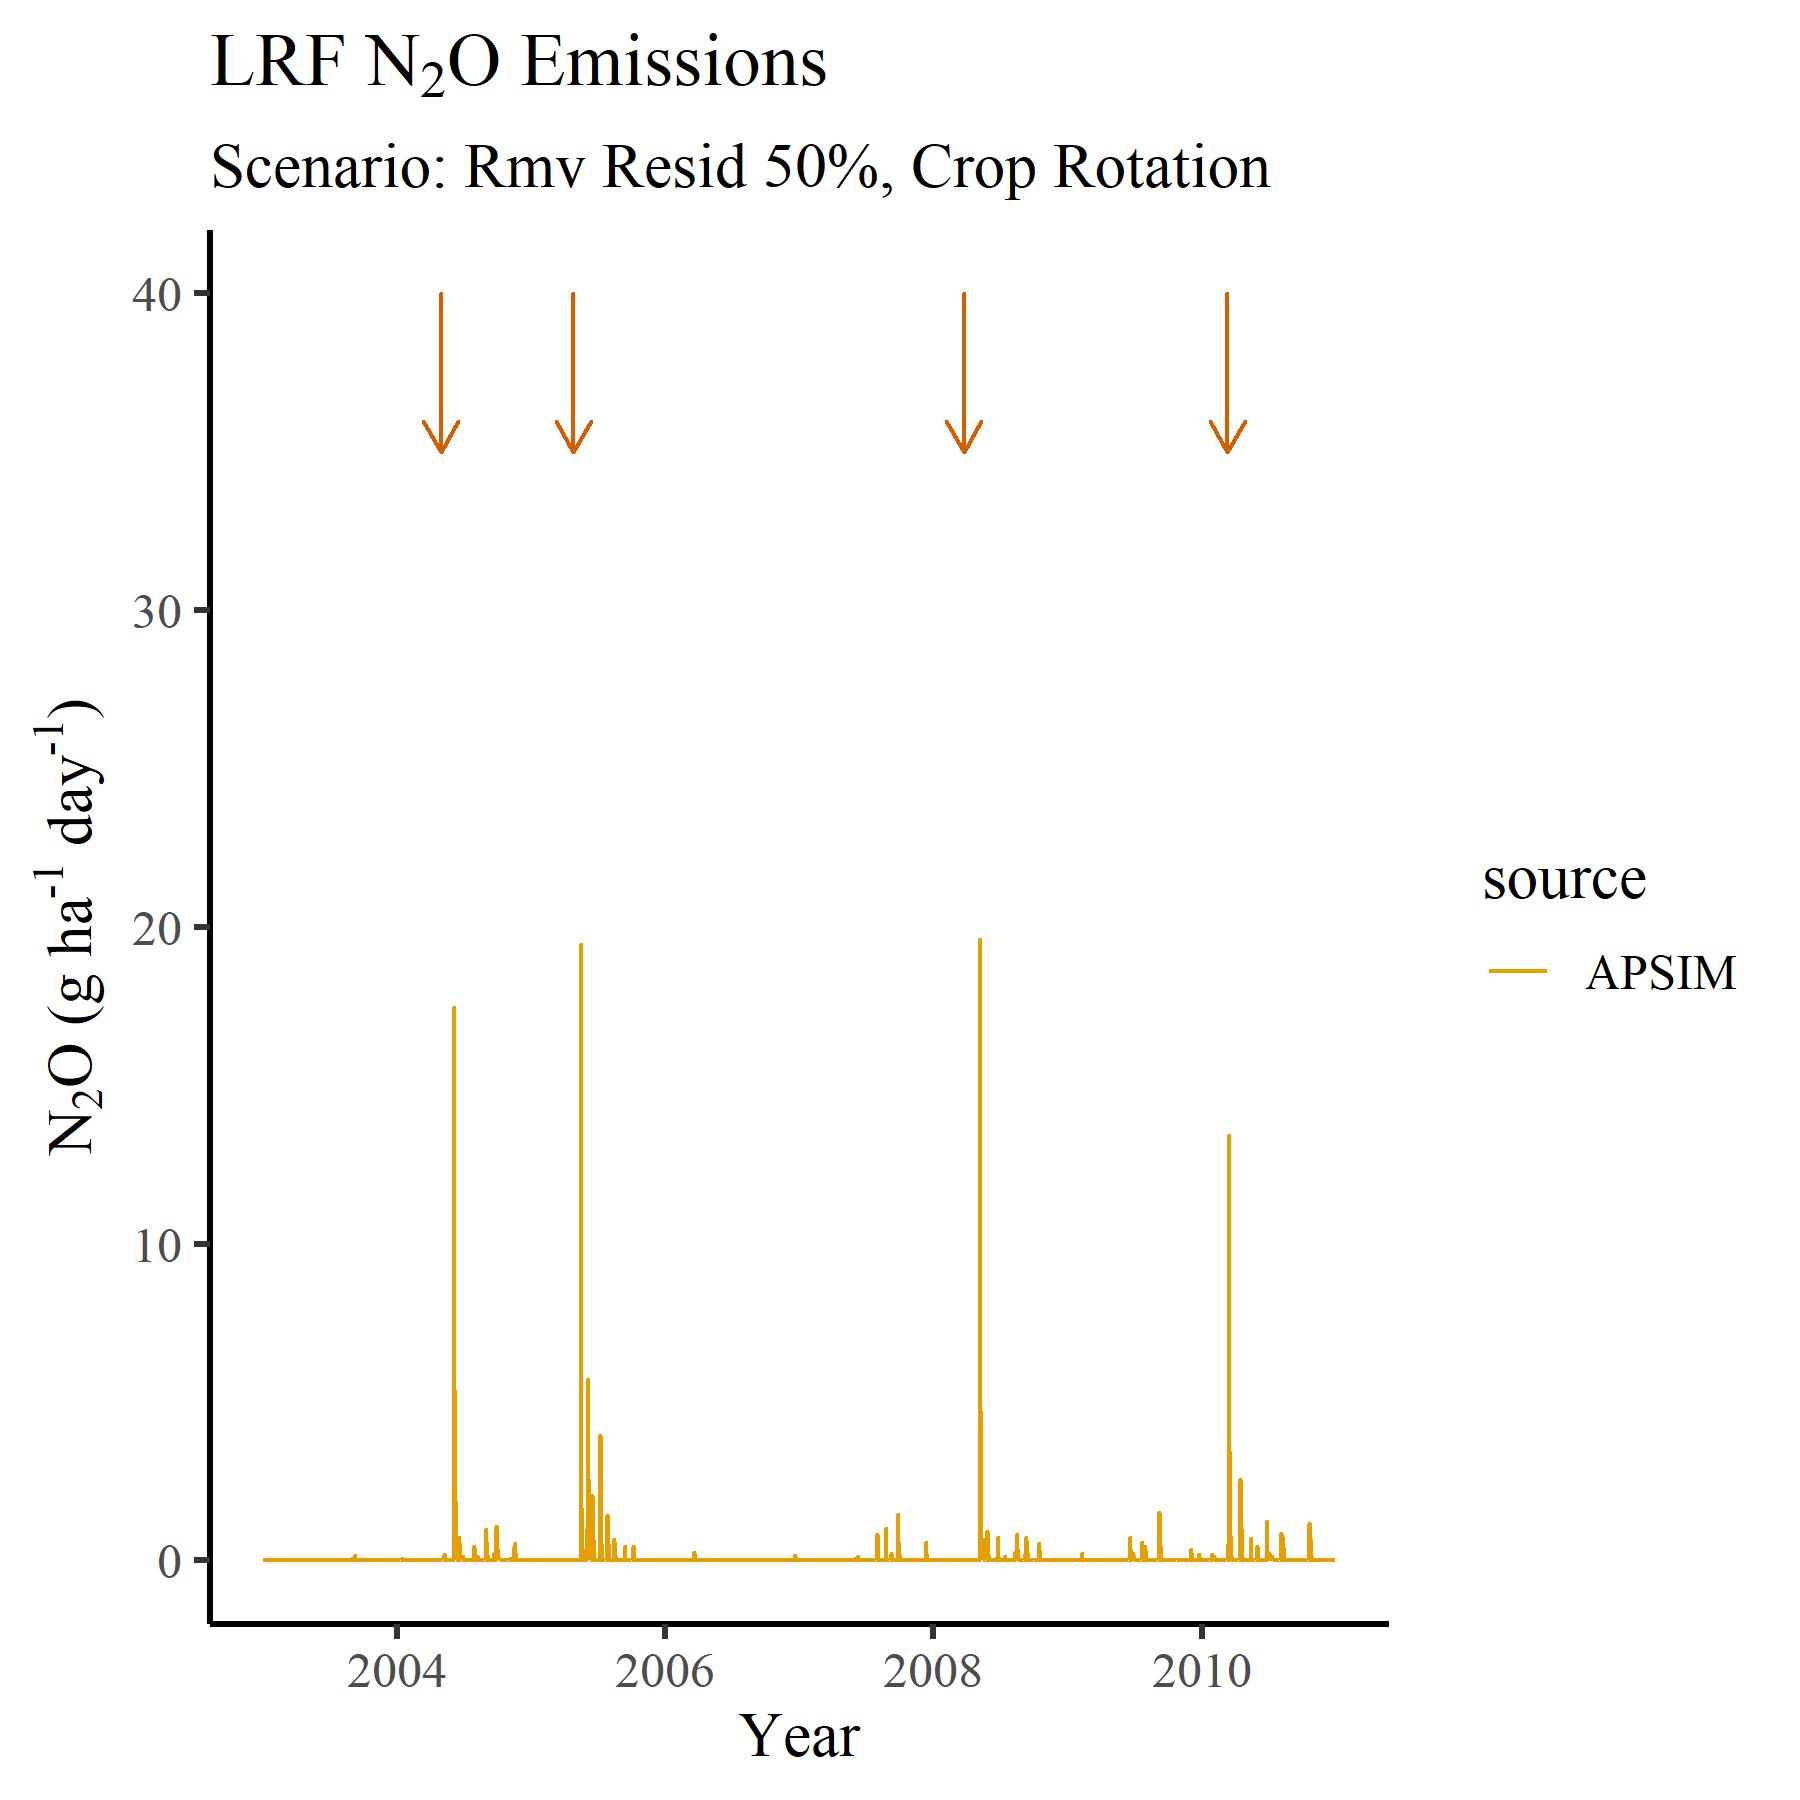 LRF N₂O Emissions
Scenario: Rmv Resid 50%, Crop Rotation
N₂O (g ha⁻¹ day⁻¹)
40
30
20
10
0
2004 2006 2008 2010
Year
source
APSIM